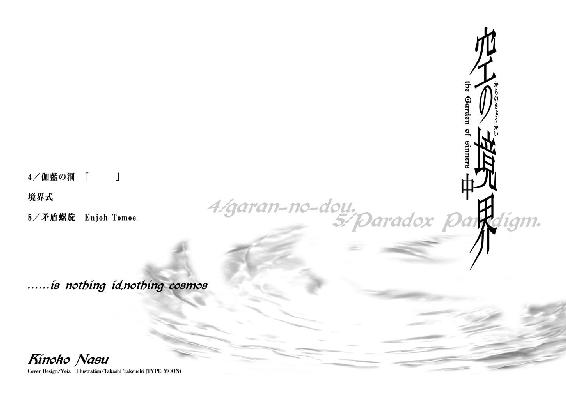 空の境界
the Garden of sinners
中
4/伽藍の洞 「　　」
境界式
5/矛盾螺旋 Enjoh Tomoe
4/garan-no-dou.
5/Paradox Paradigm.
……is nothing id,nothing cosmos
Kinoko Nasu
Cover Design/Yoiz Illustration/Takashi Takeuchi (TYPE-MOON)